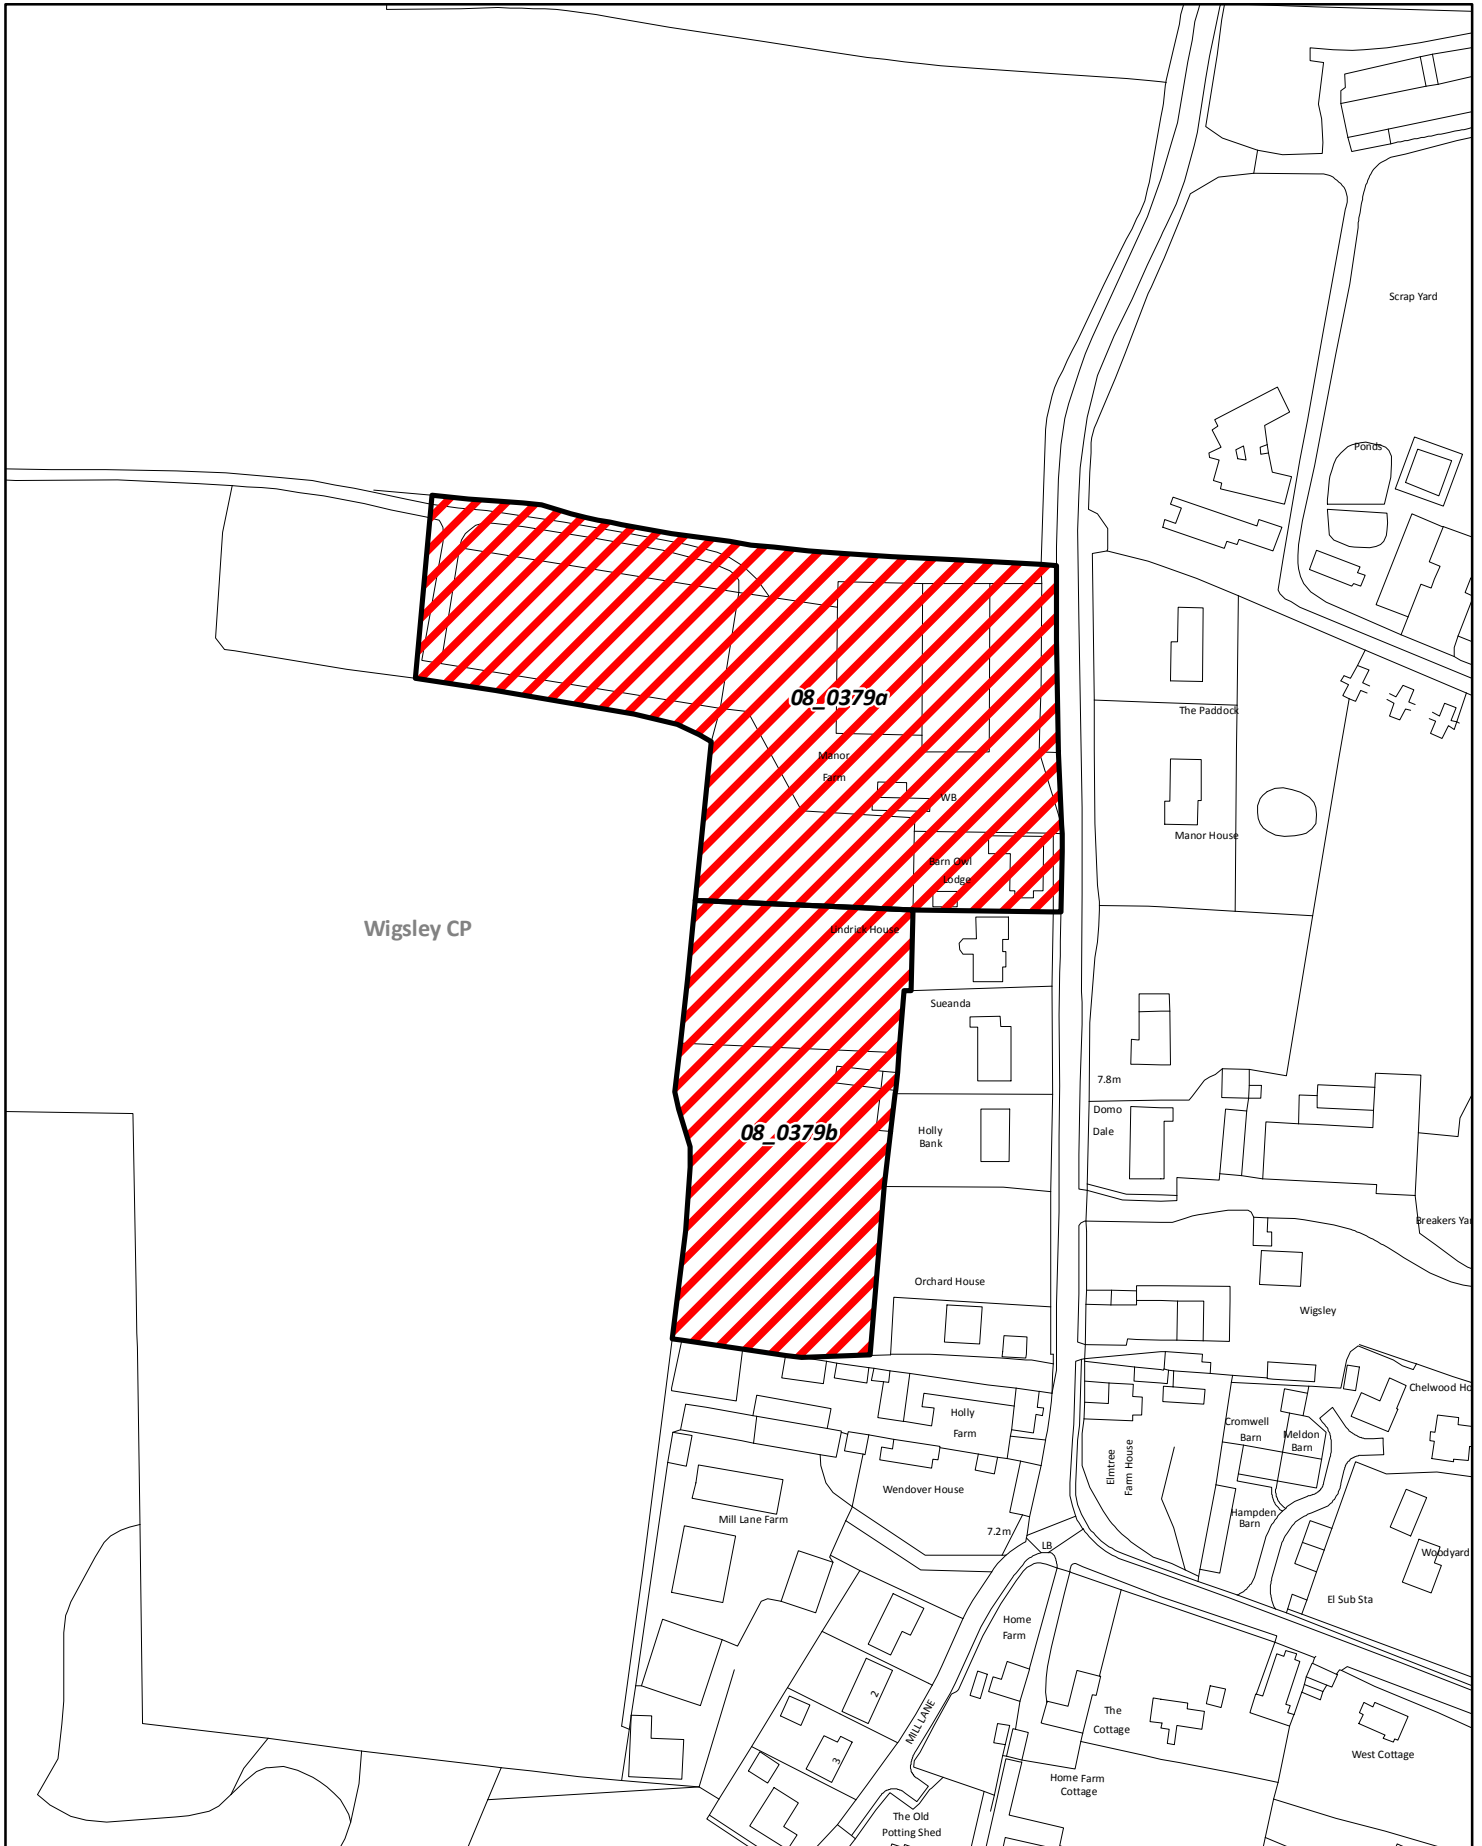 Scrap Yard
Ponds
08_0379a
The Paddock
Manor
Farm
WB
Manor House
Barn Owl
Lodge
Wigsley CP
Lindrick House
Sueanda
7.8m
Domo
Dale
08_0379b
Holly
Bank
Breakers Ya
Orchard House
Wigsley
Chelwood Ho
Holly
Farm
Cromwell
Barn
Meldon
Barn
Elmtree
Farm House
Wendover House
Mill Lane Farm
7.2m
Hampden
Barn
LB
Woodyard
El Sub Sta
Home
Farm
2
MILL LANE
The
Cottage
3
West Cottage
Home Farm
Cottage
The Old
Potting Shed